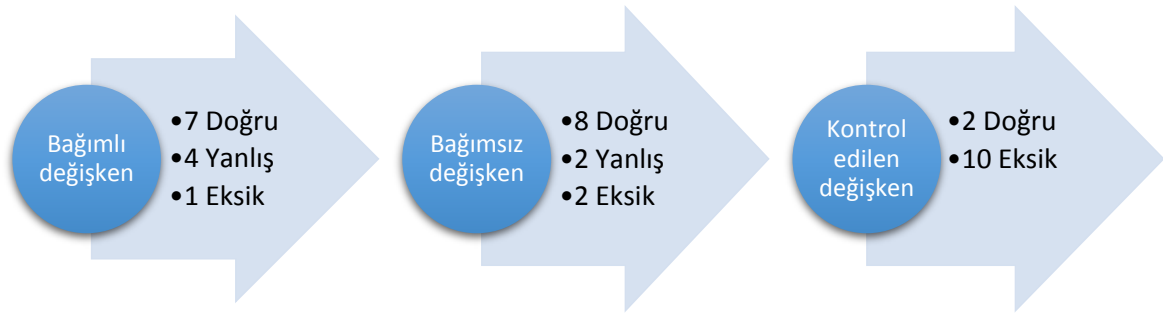 Bağımlı
değişken
•7 Doğru
•4 Yanlış
•1 Eksik
Bağımsız
değişken
•8 Doğru
•2 Yanlış
•2 Eksik
Kontrol
edilen
değişken
•2 Doğru
•10 Eksik